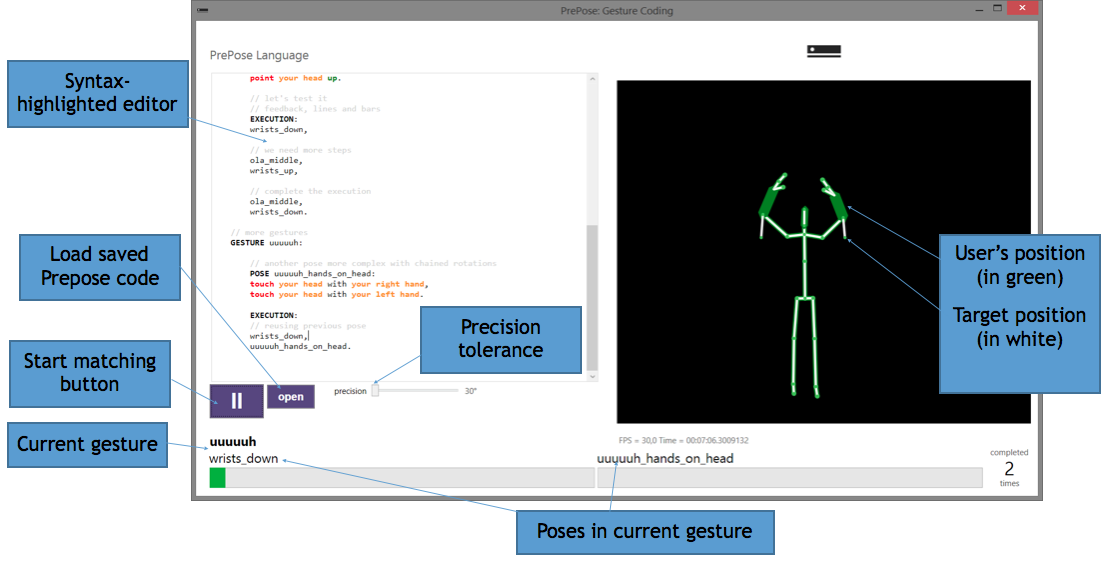 PrePose: Gesture Coding
PrePose Language
point your head up.
// let's test it
// feedback, lines and bars
EXECUTION:
wrists_down,
// we need more steps
ola_middle,
wrists_up,
// complete the execution
ola_middle,
wrists_down.
// more gestures
GESTURE uuuuuh:
// another pose more complex with chained rotations
POSE uuuuuh_hands_on_head:
touch your head with your right hand,
touch your head with your left hand.
EXECUTION:
// reusing previous pose
wrists_down,
uuuuuh_hands_on_head.
open
precision
30°
uuuuuh
wrists_down
FPS = 30,0 Time = 00:07:06.3009132
uuuuuh_hands_on_head
completed
2
times
Syntax-
highlighted editor
Load saved
Prepose code
Start matching
button
Current gesture
Precision
tolerance
User's position
(in green)
Target position
(in white)
Poses in current gesture